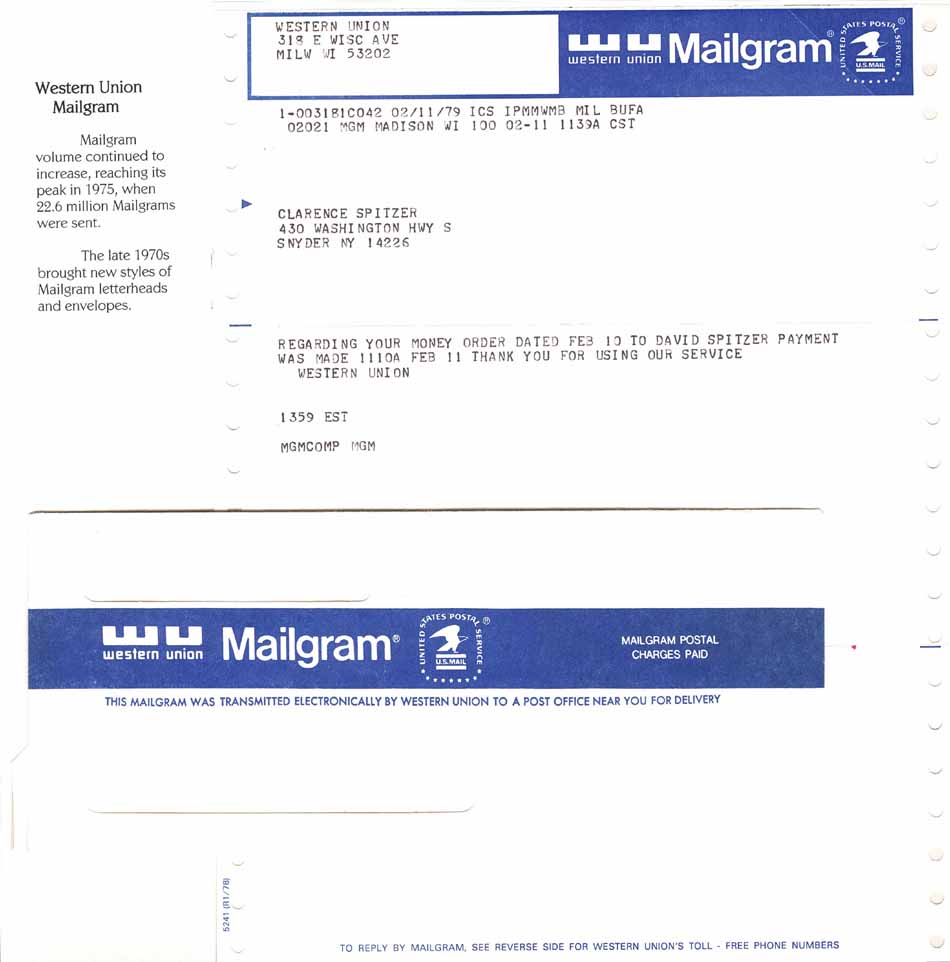 Western Union
Mailgram
Mailgram
volume continued to
increase, reaching its
peak in 1975, when
22.6 million Mailgrams
were sent.
The late 1970s
brought new styles of
Mailgram letterheads
and envelopes.
WESTERN UNION
318 E WISC AVE
MILW WI 53202
western union Mailgram®
UNITED STATES POSTAL SERVICE ®
U.S.MAIL
1-003181C042 02/11/79 ICS IPMMWMB MIL BUFA
02021 MGM MADISON WI 100 02-11 1139A CST
CLARENCE SPITZER
430 WASHINGTON HWY S
SNYDER NY 14226
REGARDING YOUR MONEY ORDER DATED FEB 10 TO DAVID SPITZER PAYMENT
WAS MADE 1110A FEB 11 THANK YOU FOR USING OUR SERVICE
WESTERN UNION
1359 EST
MGMCOMP MGM
western union Mailgram®
UNITED STATES POSTAL SERVICE ®
U.S.MAIL
MAILGRAM POSTAL
CHARGES PAID
THIS MAILGRAM WAS TRANSMITTED ELECTRONICALLY BY WESTERN UNION TO A POST OFFICE NEAR YOU FOR DELIVERY
5241 (R1/78)
TO REPLY BY MAILGRAM, SEE REVERSE SIDE FOR WESTERN UNION'S TOLL - FREE PHONE NUMBERS